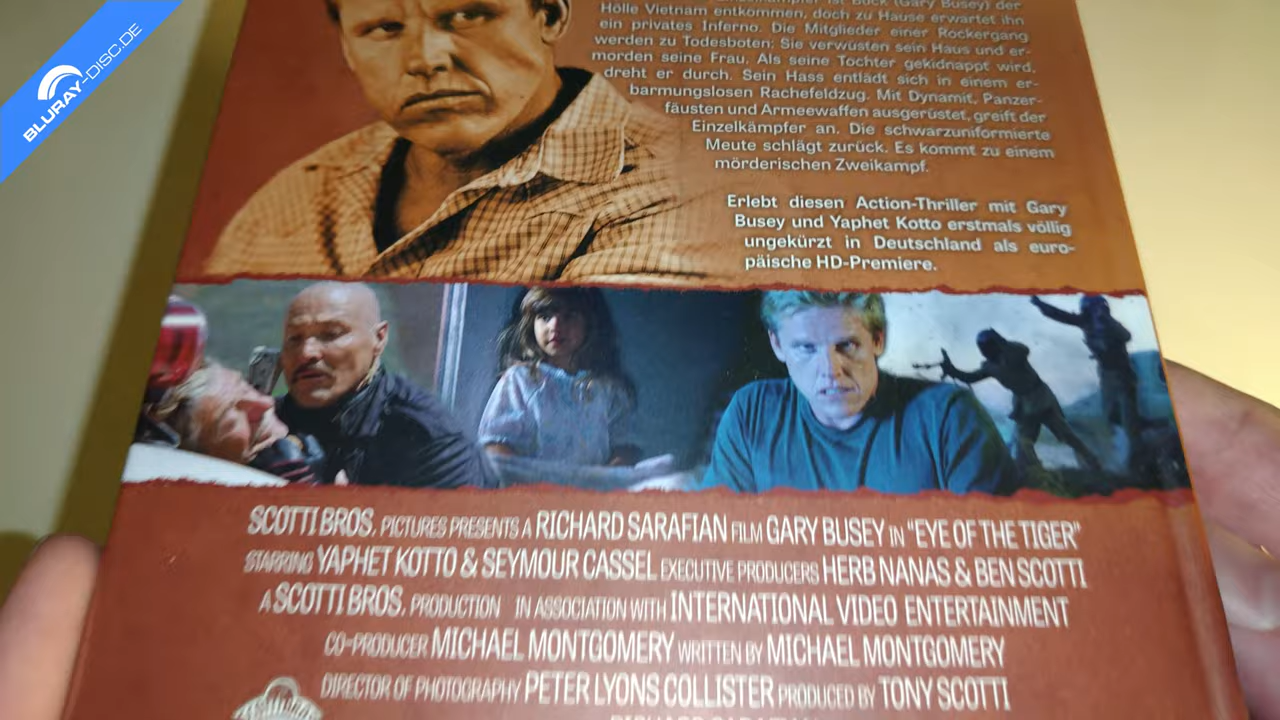 BLURAY-DISC.DE
Einzelkämpfer ist Buck (Gary Busey) der
Hölle Vietnam entkommen, doch zu Hause erwartet ihn
ein privates Inferno. Die Mitglieder einer Rockergang
werden zu Todesboten: Sie verwüsten sein Haus und er-
morden seine Frau. Als seine Tochter gekidnappt wird,
dreht er durch. Sein Hass entlädt sich in einem er-
barmungslosen Rachefeldzug. Mit Dynamit, Panzer-
fäusten und Armeewaffen ausgerüstet, greift der
Einzelkämpfer an. Die schwarzuniformierte
Meute schlägt zurück. Es kommt zu einem
mörderischen Zweikampf.
Erlebt diesen Action-Thriller mit Gary
Busey und Yaphet Kotto erstmals völlig
ungekürzt in Deutschland als euro-
päische HD-Premiere.
SCOTTI BROS. PICTURES PRESENTS A RICHARD SARAFIAN FILM GARY BUSEY IN "EYE OF THE TIGER"
STARRING YAPHET KOTTO & SEYMOUR CASSEL EXECUTIVE PRODUCERS HERB NANAS & BEN SCOTTI
A SCOTTI BROS. PRODUCTION IN ASSOCIATION WITH INTERNATIONAL VIDEO ENTERTAINMENT
CO-PRODUCER MICHAEL MONTGOMERY WRITTEN BY MICHAEL MONTGOMERY
DIRECTOR OF PHOTOGRAPHY PETER LYONS COLLISTER PRODUCED BY TONY SCOTTI